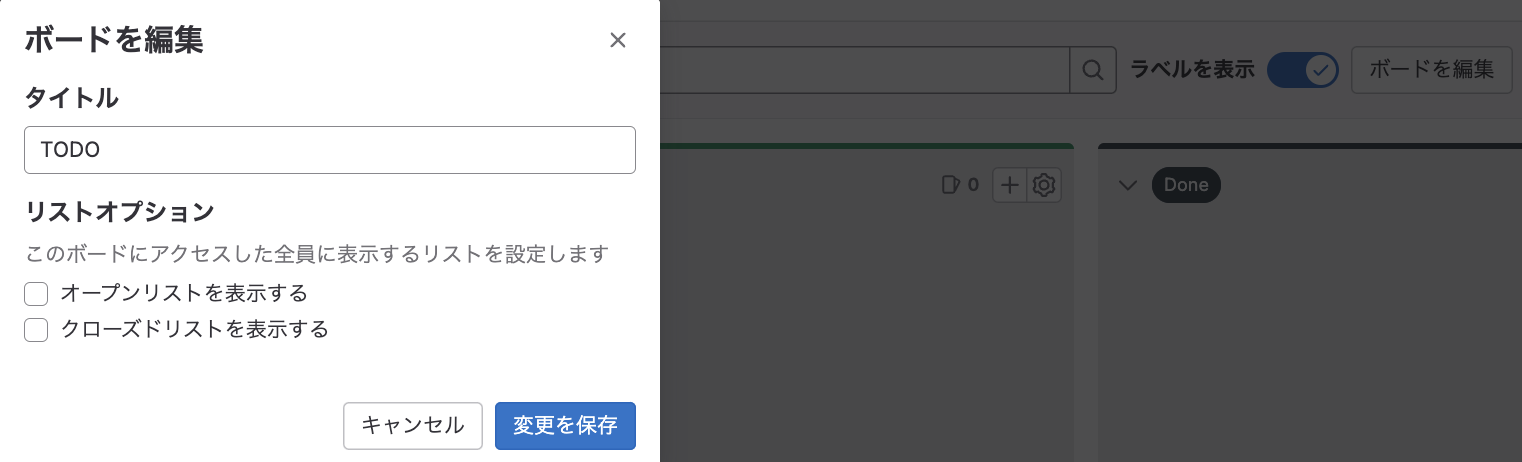 ボードを編集
タイトル
TODO
リストオプション
このボードにアクセスした全員に表示するリストを設定します
オープンリストを表示する
クローズドリストを表示する
キャンセル
変更を保存
ラベルを表示
ボードを編集
0
Done